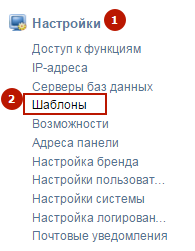 Настройки 1
Доступ к функциям
IP-адреса
Серверы баз данных
2 Шаблоны
Возможности
Адреса панели
Настройка бренда
Настройки пользоват...
Настройки системы
Настройка логирован...
Почтовые уведомления